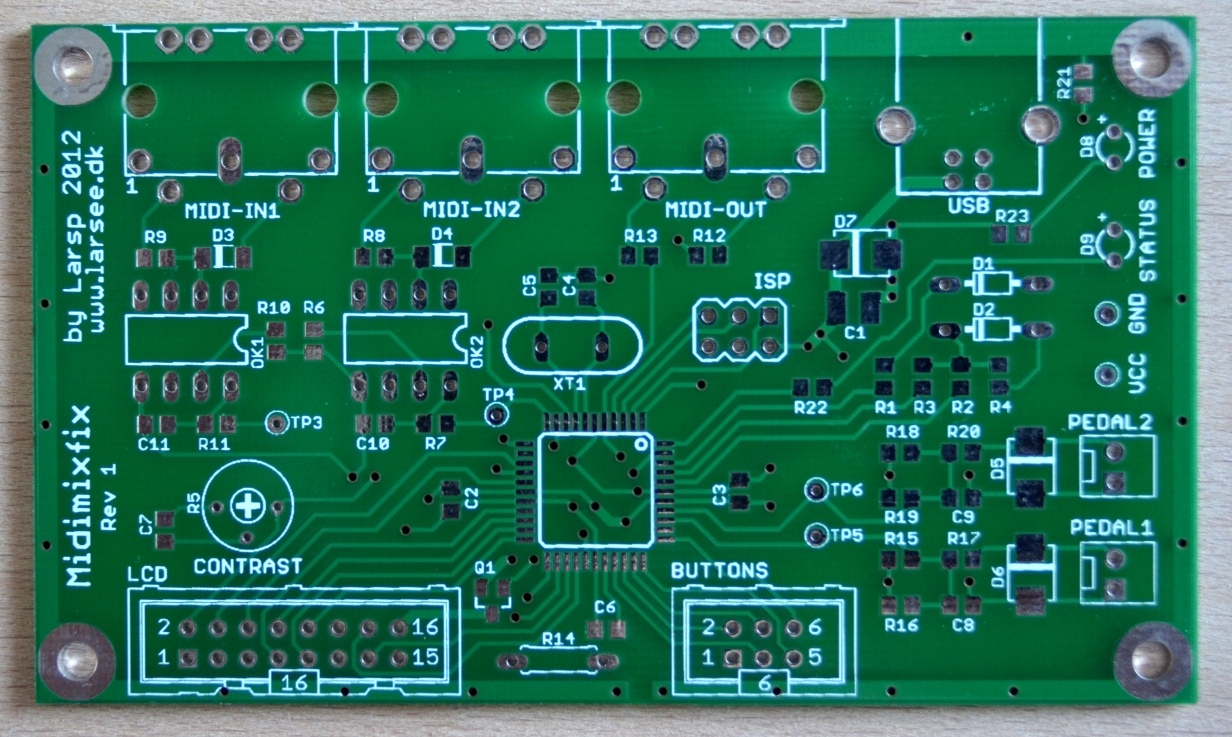 by Larsp 2012
www.larsee.dk
Midimixfix
Rev 1
1
MIDI-IN1
1
MIDI-IN2
1
MIDI-OUT
USB
R21
D8
POWER
D9
STATUS
GND
VCC
R9
D3
R8
D4
R13
R12
D7
R23
C5
C4
ISP
C1
D1
D2
R10
R6
OK1
OK2
XT1
TP4
R22
R1
R3
R2
R4
C11
R11
TP3
C10
R7
R18
R20
D5
PEDAL2
R5
C7
CONTRAST
C2
C3
TP6
TP5
R19
C9
R15
R17
D6
PEDAL1
R16
C8
LCD
2
16
1
15
16
Q1
C6
R14
BUTTONS
2
6
1
5
6